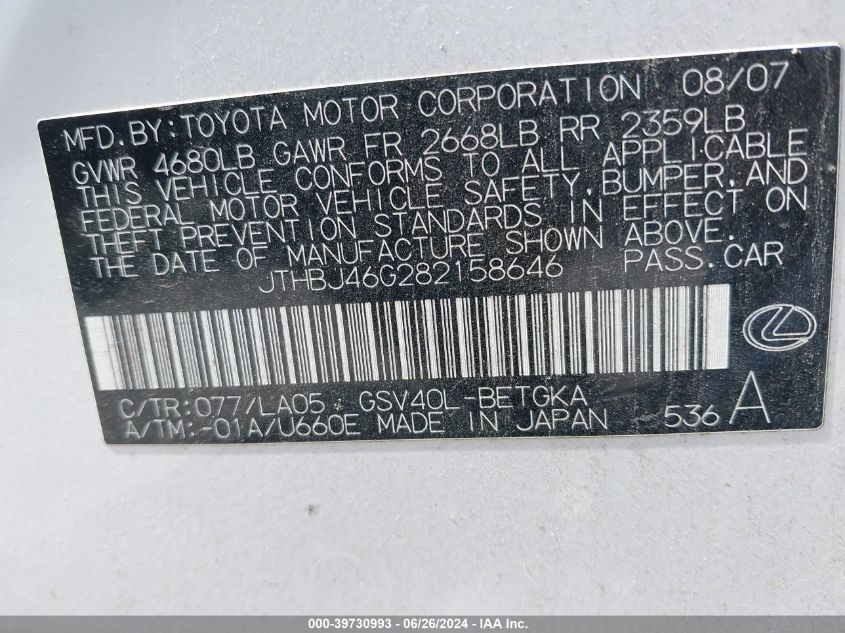 MFD. BY: TOYOTA MOTOR CORPORATION 08/07
GVWR 4680LB GAWR FR 2668LB RR 2359LB
THIS VEHICLE CONFORMS TO ALL APPLICABLE
FEDERAL MOTOR VEHICLE SAFETY, BUMPER, AND
THEFT PREVENTION STANDARDS IN EFFECT ON
THE DATE OF MANUFACTURE SHOWN ABOVE.
JTHBJ46G282158646 PASS. CAR
C/TR: 077/LA05 GSV40L-BETGKA
A/TM: -01A/U660E MADE IN JAPAN 536 A
000-39730993 - 06/26/2024 - IAA Inc.